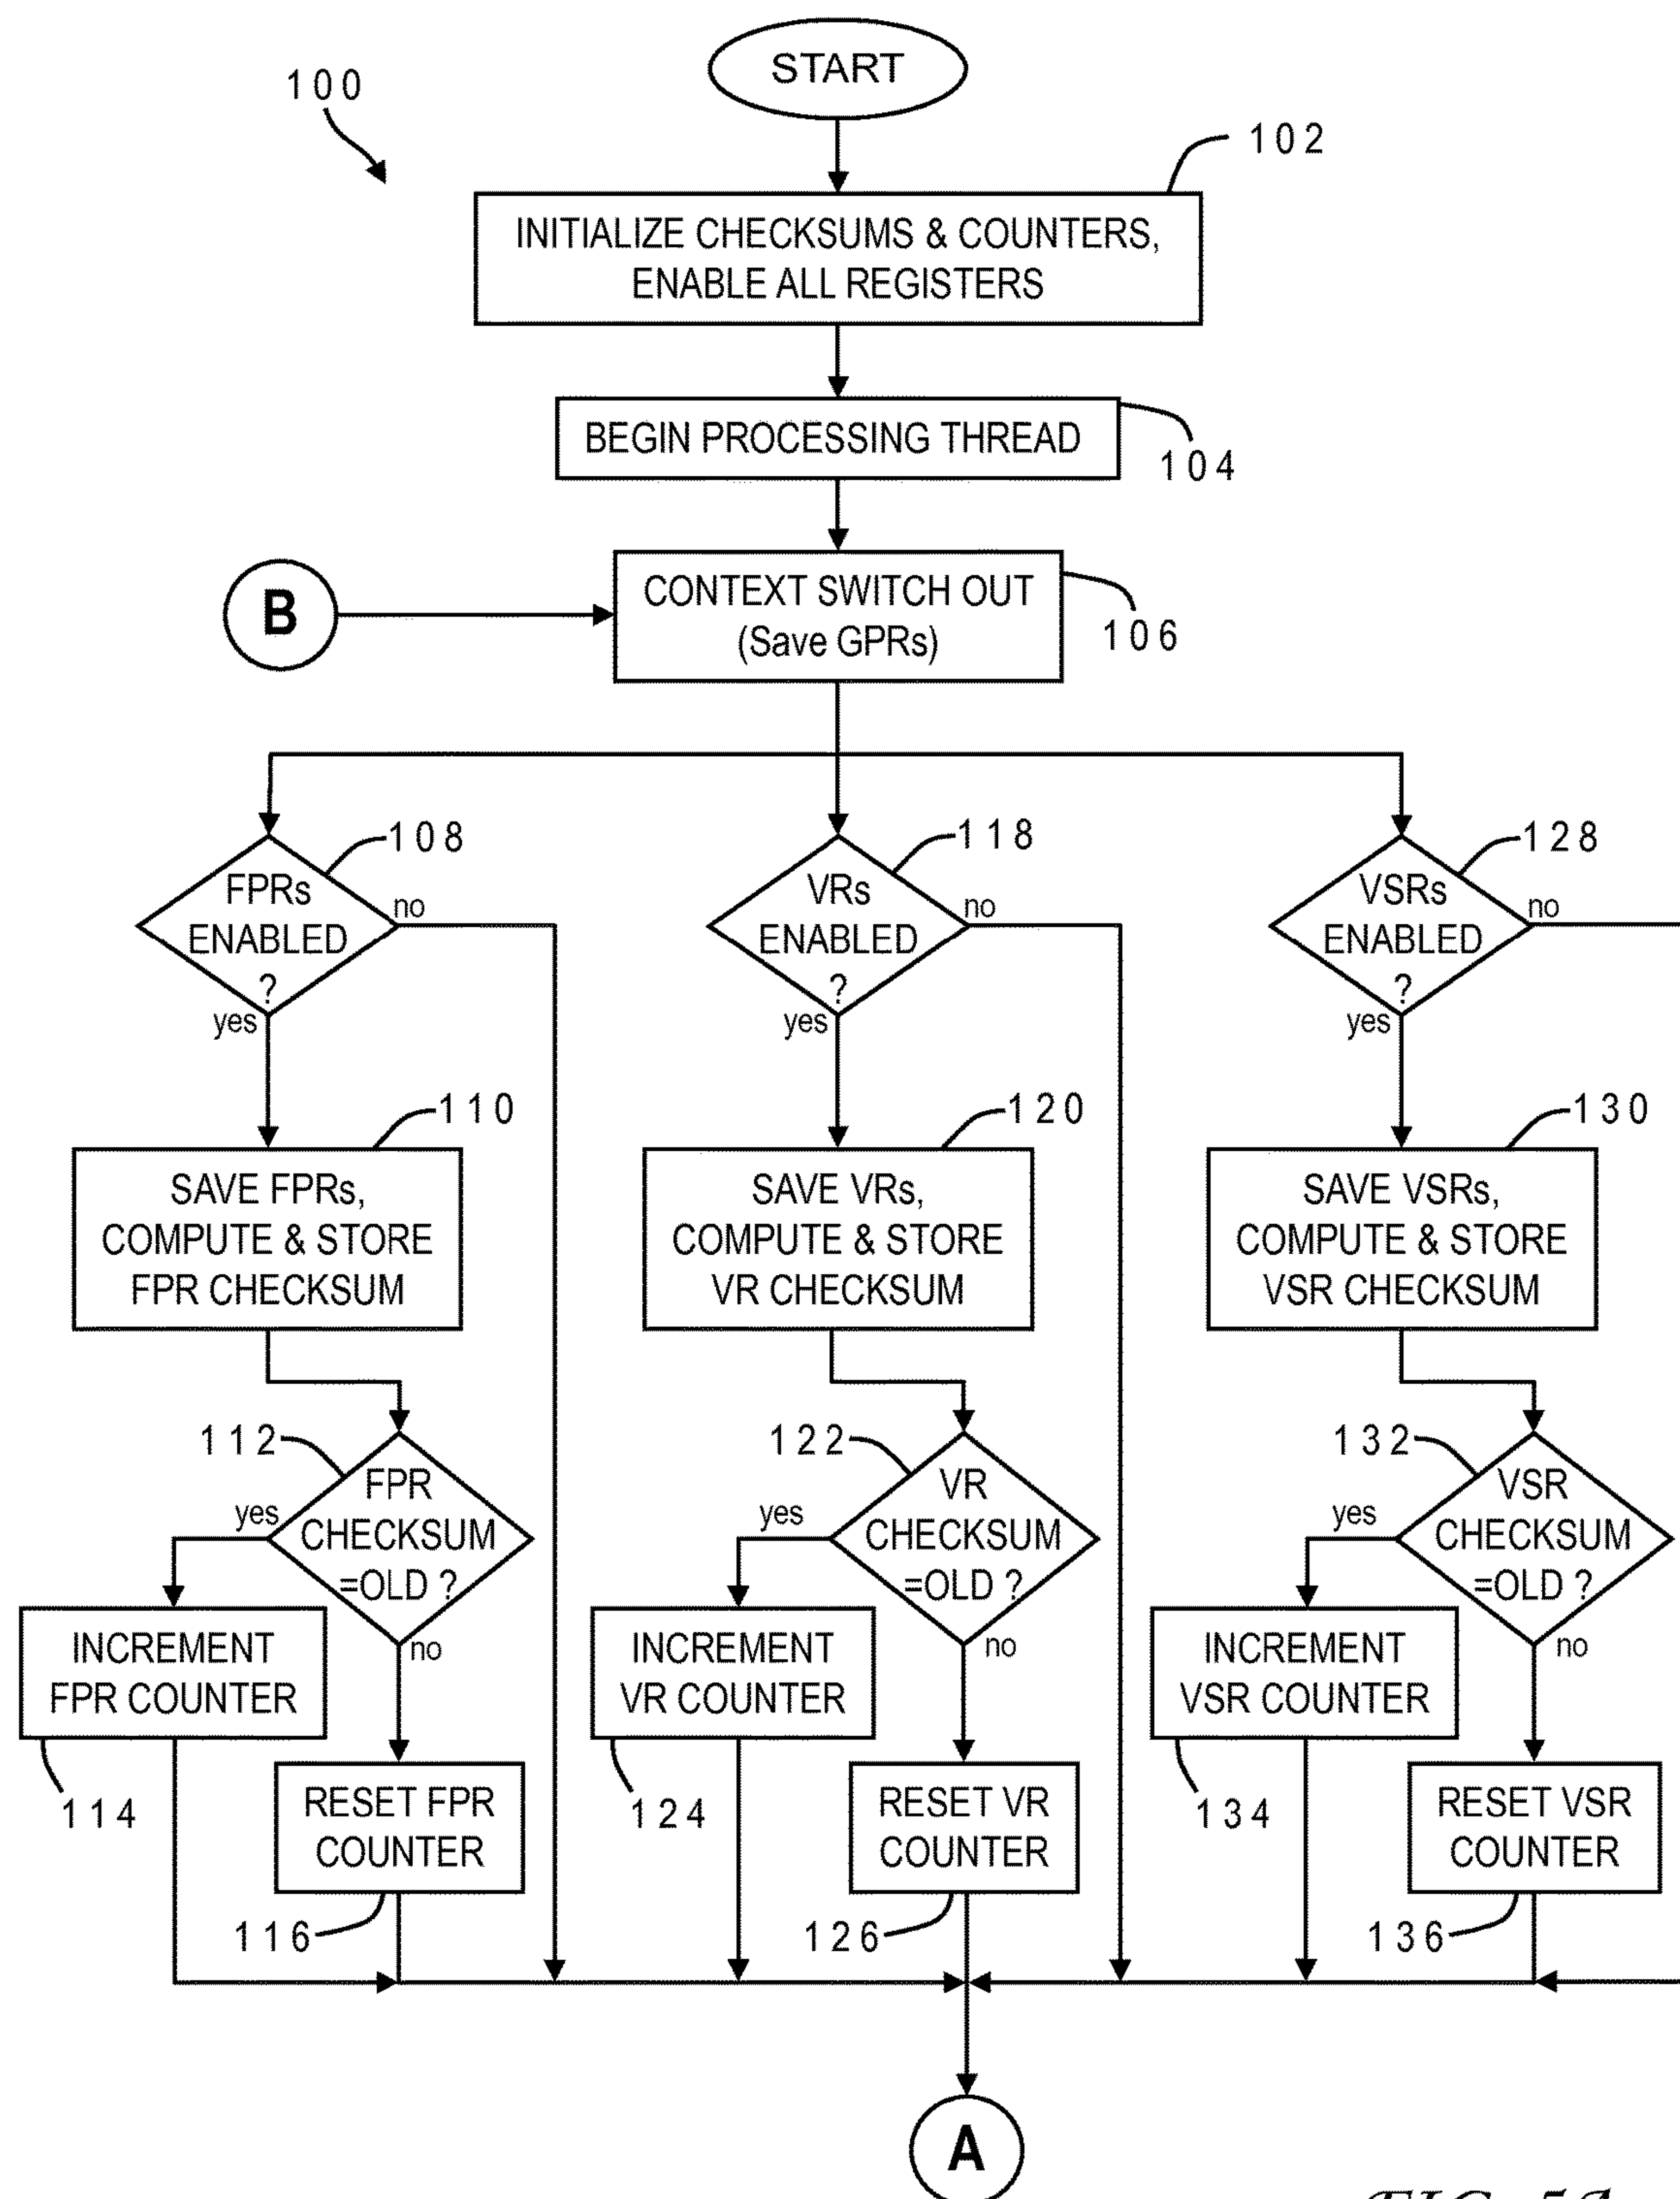 START
100
102
INITIALIZE CHECKSUMS & COUNTERS,
ENABLE ALL REGISTERS
BEGIN PROCESSING THREAD
104
B
CONTEXT SWITCH OUT
(Save GPRs)
106
108
FPRs
ENABLED
?
no
yes
118
VRs
ENABLED
?
no
yes
128
VSRs
ENABLED
?
no
yes
110
SAVE FPRs,
COMPUTE & STORE
FPR CHECKSUM
120
SAVE VRs,
COMPUTE & STORE
VR CHECKSUM
130
SAVE VSRs,
COMPUTE & STORE
VSR CHECKSUM
112
FPR
CHECKSUM
=OLD ?
yes
no
122
VR
CHECKSUM
=OLD ?
yes
no
132
VSR
CHECKSUM
=OLD ?
yes
no
INCREMENT
FPR COUNTER
114
RESET FPR
COUNTER
116
INCREMENT
VR COUNTER
124
RESET VR
COUNTER
126
INCREMENT
VSR COUNTER
134
RESET VSR
COUNTER
136
A